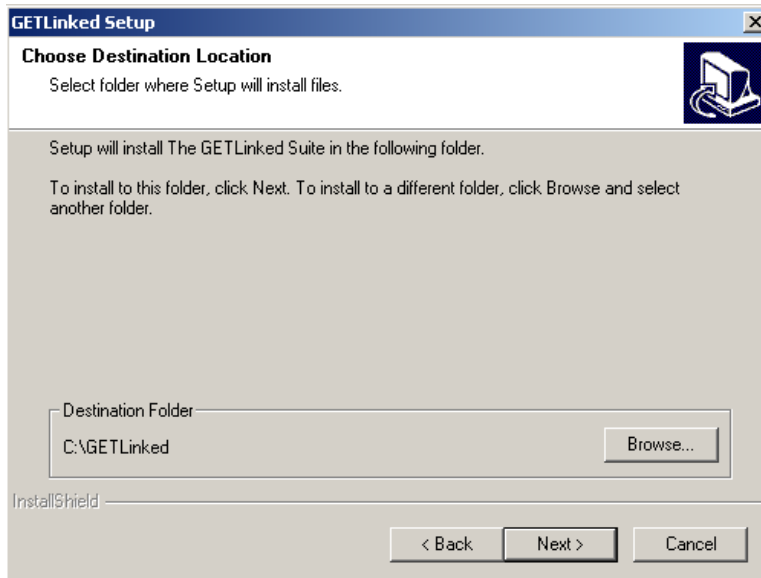 GETLinked Setup
Choose Destination Location
Select folder where Setup will install files.
Setup will install The GETLinked Suite in the following folder.
To install to this folder, click Next. To install to a different folder, click Browse and select
another folder.
Destination Folder
C:\GETLinked
Browse...
InstallShield
< Back
Next >
Cancel